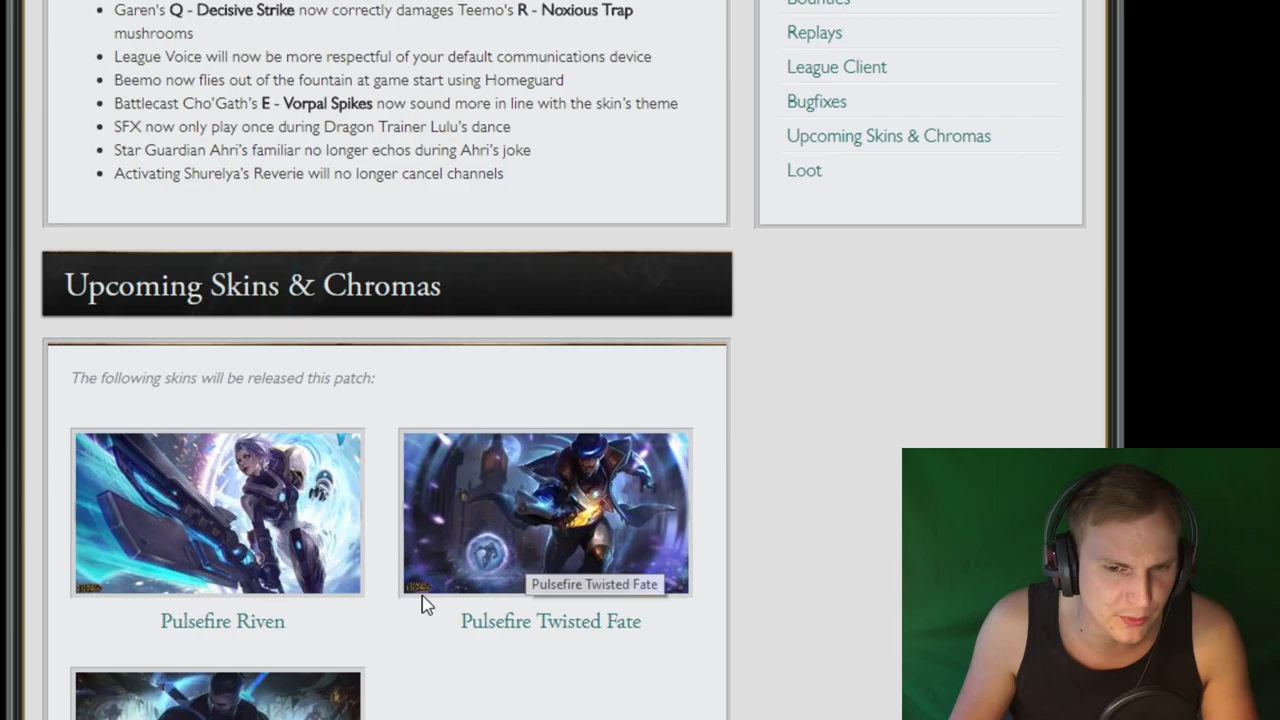 Garen's Q - Decisive Strike now correctly damages Teemo's R - Noxious Trap
mushrooms
League Voice will now be more respectful of your default communications device
Beemo now flies out of the fountain at game start using Homeguard
Battlecast Cho'Gath's E - Vorpal Spikes now sound more in line with the skin's theme
SFX now only play once during Dragon Trainer Lulu's dance
Star Guardian Ahri's familiar no longer echos during Ahri's joke
Activating Shurelya's Reverie will no longer cancel channels
Bounties
Replays
League Client
Bugfixes
Upcoming Skins & Chromas
Loot
Upcoming Skins & Chromas
The following skins will be released this patch:
Pulsefire Twisted Fate
Pulsefire Riven
Pulsefire Twisted Fate